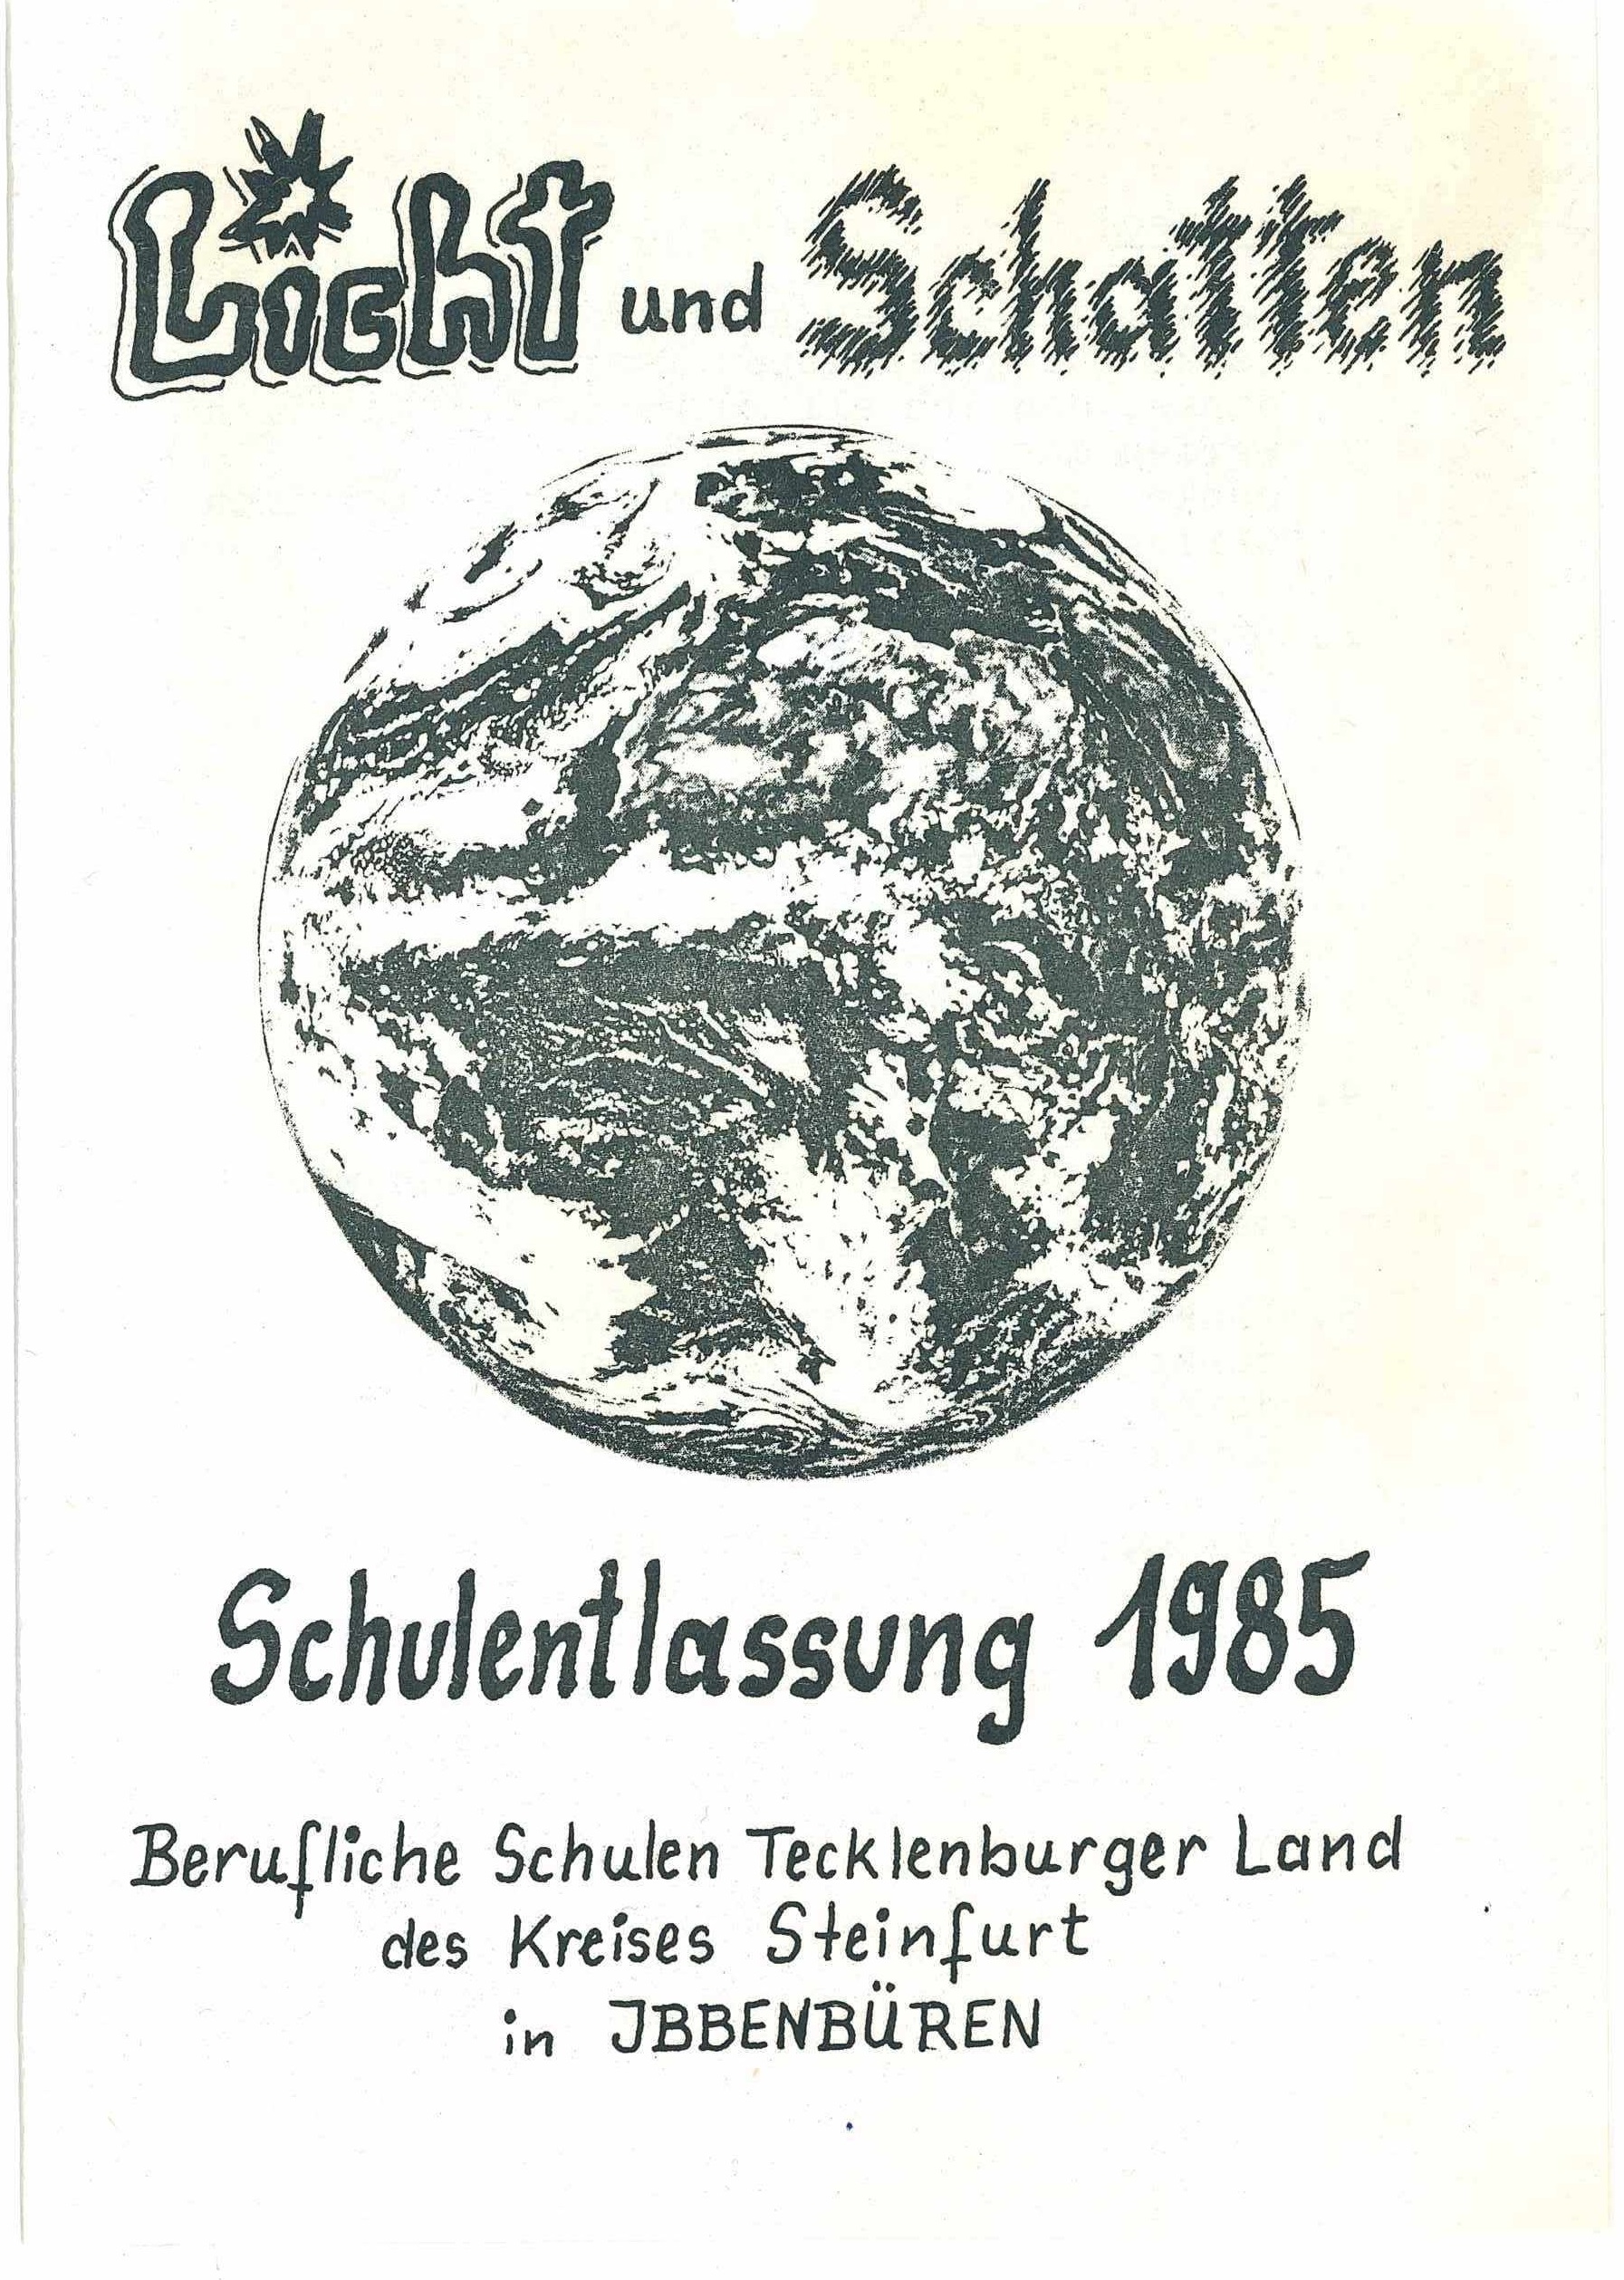 Licht und Schatten
Schulentlassung 1985
Berufliche Schulen Tecklenburger Land
des Kreises Steinfurt
in JBBENBÜREN